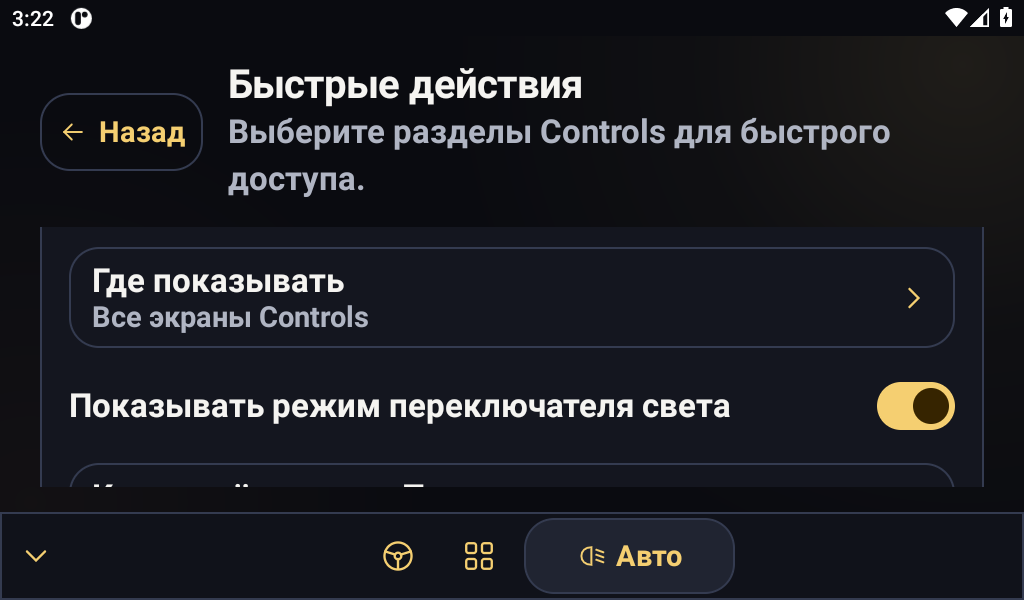 3:22
Быстрые действия
← Назад
Выберите разделы Controls для быстрого
доступа.
Где показывать
Все экраны Controls
Показывать режим переключателя света
Авто